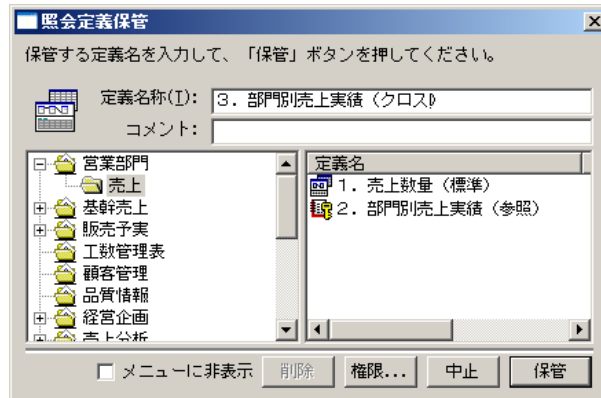 照会定義保管
保管する定義名を入力して、「保管」ボタンを押してください。
定義名称(I): 3．部門別売上実績（クロス）
コメント:
営業部門
売上
基幹売上
販売予実
工数管理表
顧客管理
品質情報
経営企画
売上分析
定義名
1．売上数量（標準）
2．部門別売上実績（参照）
メニューに非表示 削除 権限... 中止 保管